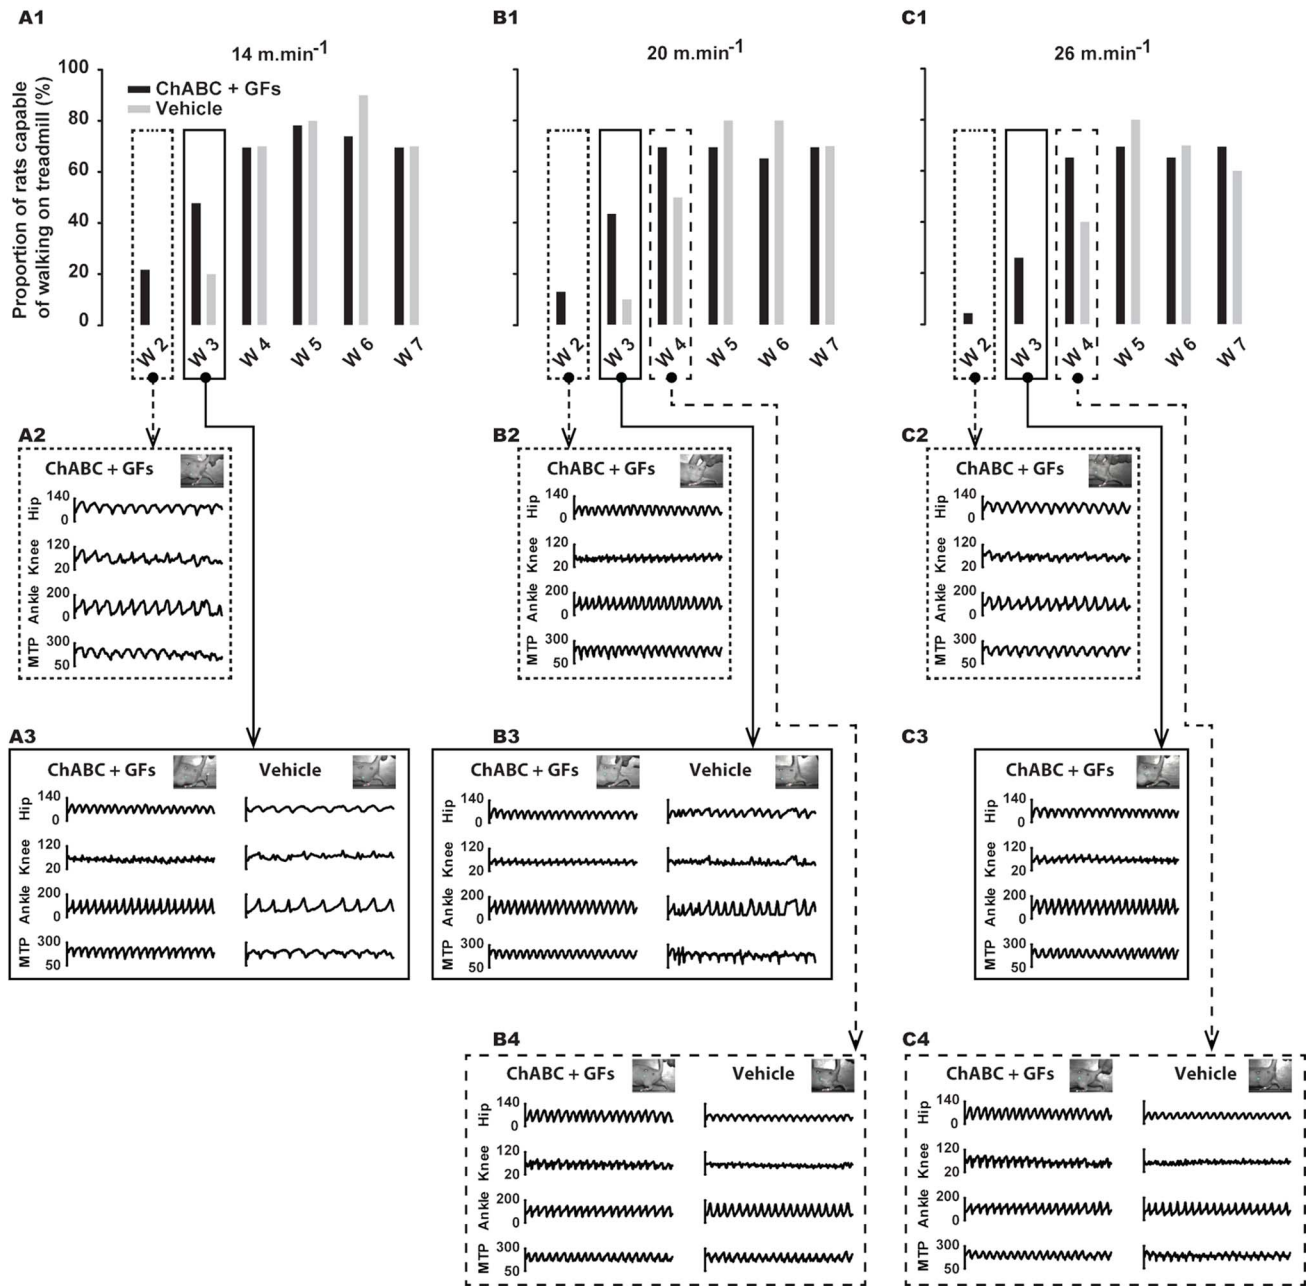 A1
B1
C1
14 m.min-1
20 m.min-1
26 m.min-1
Proportion of rats capable
of walking on treadmill (%)
100
80
60
40
20
0
ChABC + GFs
Vehicle
W 2
W 3
W 4
W 5
W 6
W 7
W 2
W 3
W 4
W 5
W 6
W 7
W 2
W 3
W 4
W 5
W 6
W 7
A2
ChABC + GFs
Hip
140
0
Knee
120
20
Ankle
200
0
MTP
300
50
B2
ChABC + GFs
Hip
140
0
Knee
120
20
Ankle
200
0
MTP
300
50
C2
ChABC + GFs
Hip
140
0
Knee
120
20
Ankle
200
0
MTP
300
50
A3
ChABC + GFs
Vehicle
Hip
140
0
Knee
120
20
Ankle
200
0
MTP
300
50
B3
ChABC + GFs
Vehicle
Hip
140
0
Knee
120
20
Ankle
200
0
MTP
300
50
C3
ChABC + GFs
Hip
140
0
Knee
120
20
Ankle
200
0
MTP
300
50
B4
ChABC + GFs
Vehicle
Hip
140
0
Knee
120
20
Ankle
200
0
MTP
300
50
C4
ChABC + GFs
Vehicle
Hip
140
0
Knee
120
20
Ankle
200
0
MTP
300
50